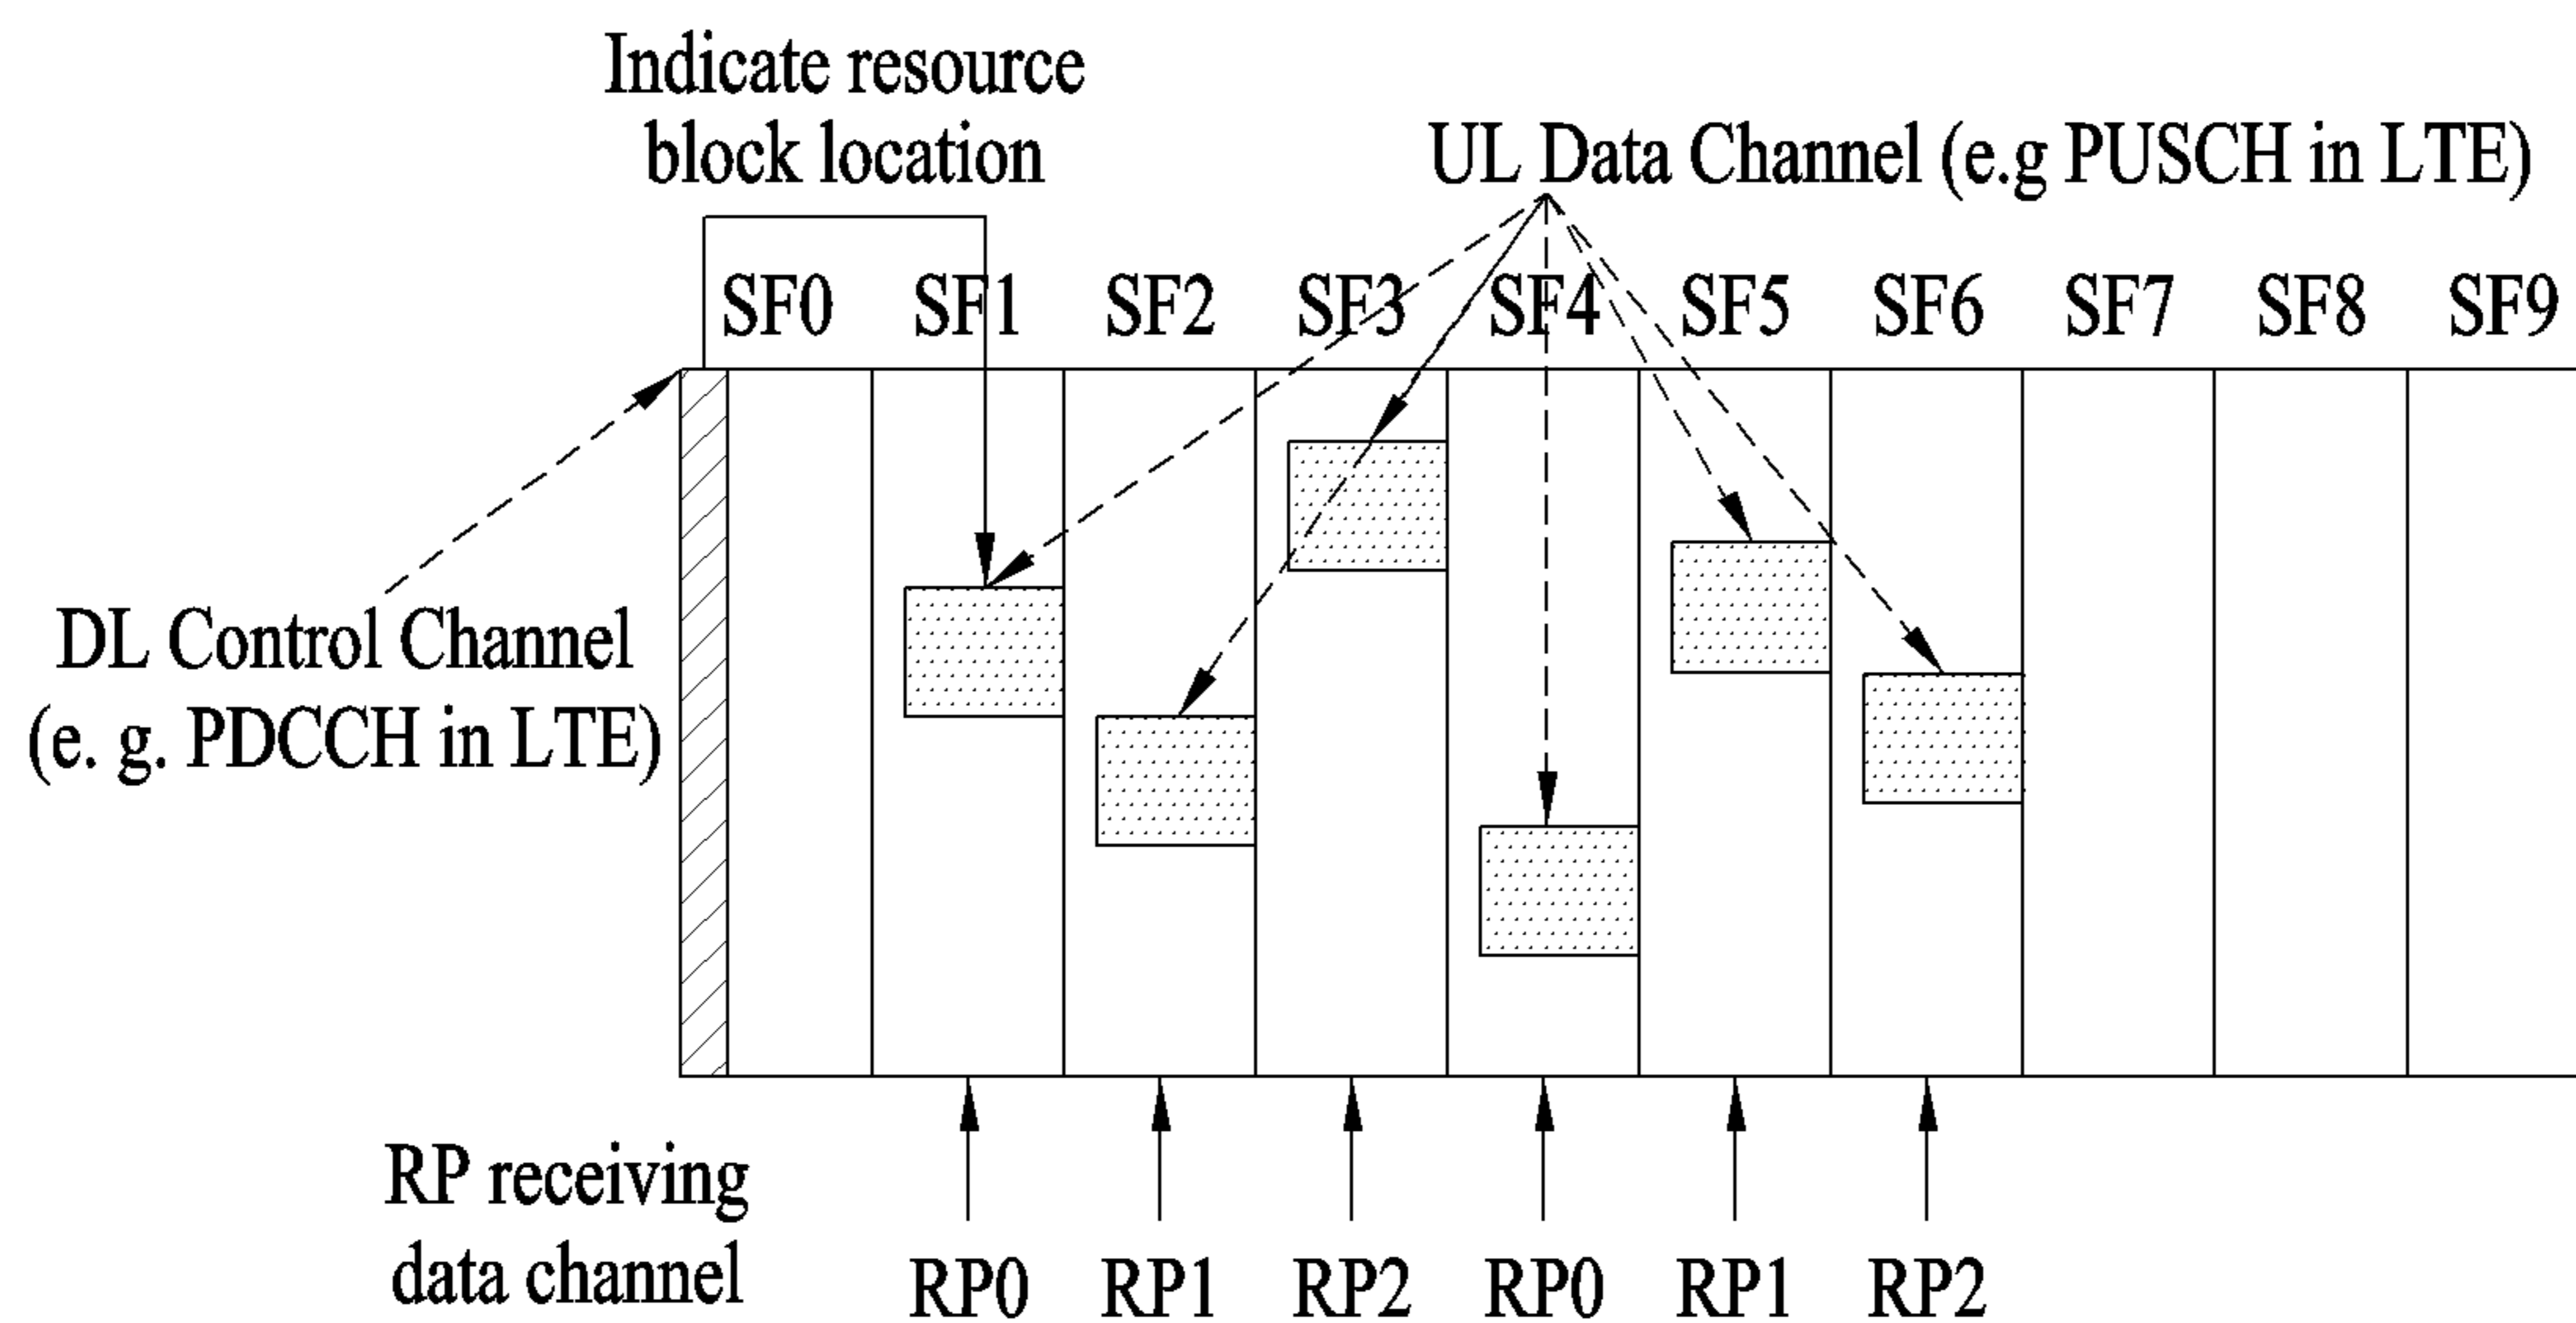 Indicate resource
block location
UL Data Channel (e.g PUSCH in LTE)
SF0 SF1 SF2 SF3 SF4 SF5 SF6 SF7 SF8 SF9
DL Control Channel
(e. g. PDCCH in LTE)
RP receiving
data channel
RP0 RP1 RP2 RP0 RP1 RP2